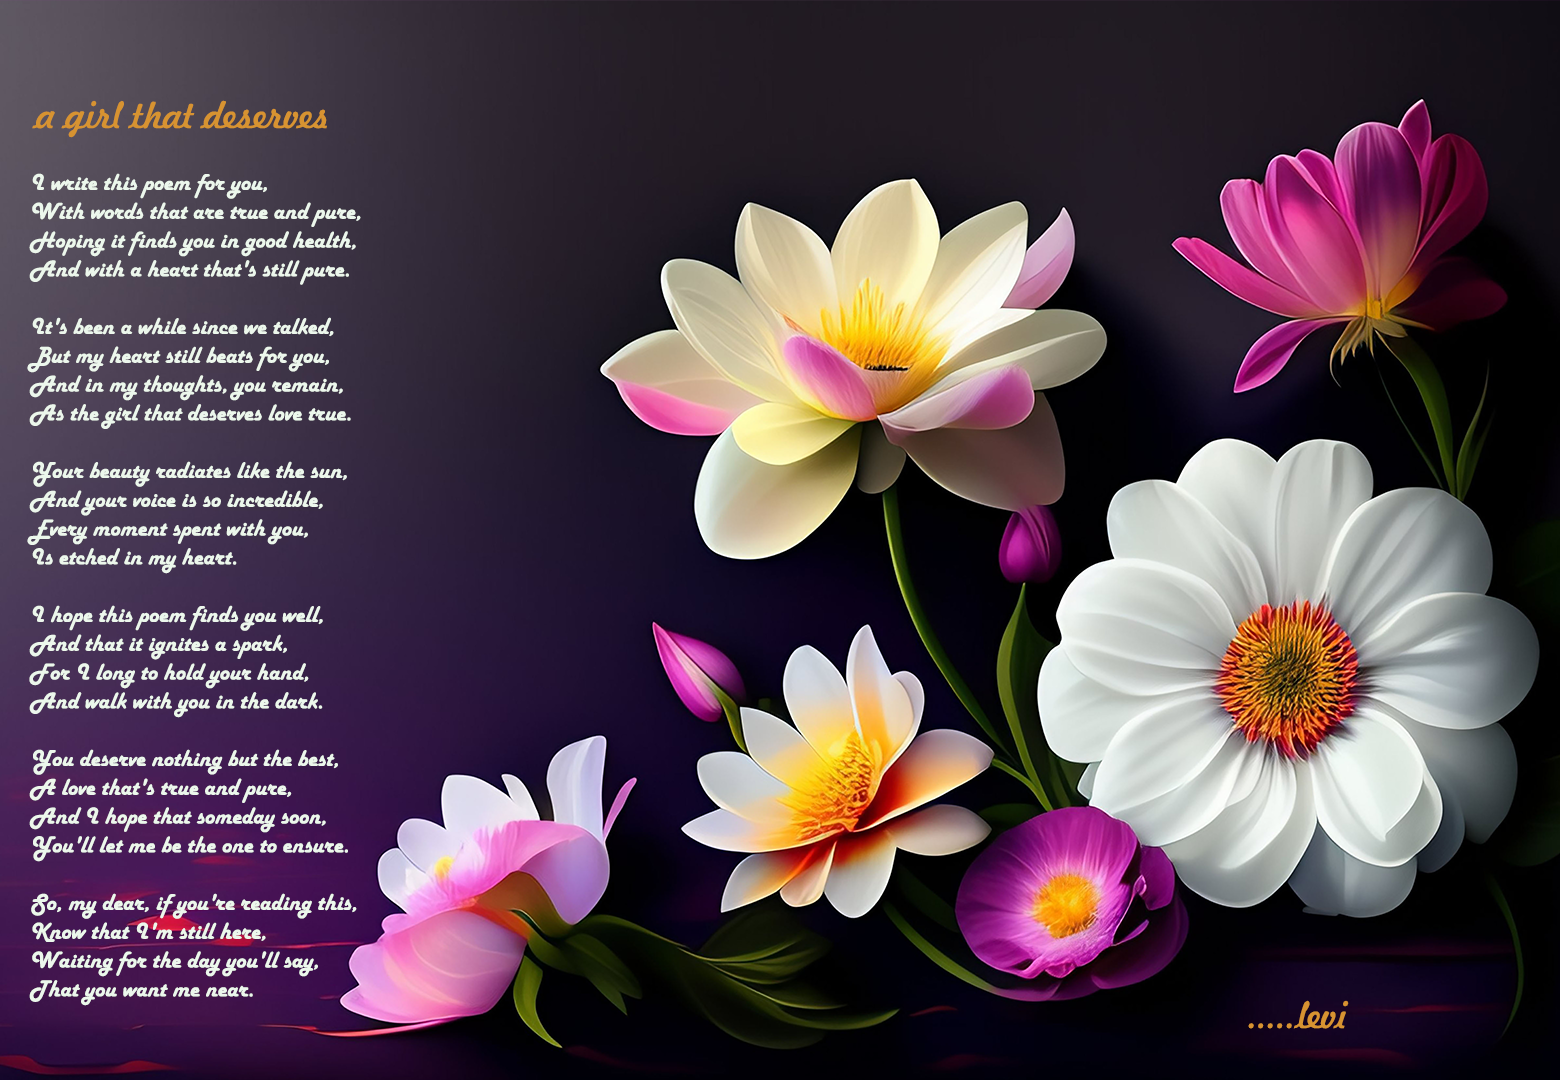 a girl that deserves
I write this poem for you,
With words that are true and pure,
Hoping it finds you in good health,
And with a heart that's still pure.
It's been a while since we talked,
But my heart still beats for you,
And in my thoughts, you remain,
As the girl that deserves love true.
Your beauty radiates like the sun,
And your voice is so incredible,
Every moment spent with you,
Is etched in my heart.
I hope this poem finds you well,
And that it ignites a spark,
For I long to hold your hand,
And walk with you in the dark.
You deserve nothing but the best,
A love that's true and pure,
And I hope that someday soon,
You'll let me be the one to ensure.
So, my dear, if you're reading this,
Know that I'm still here,
Waiting for the day you'll say,
That you want me near.
.....levi